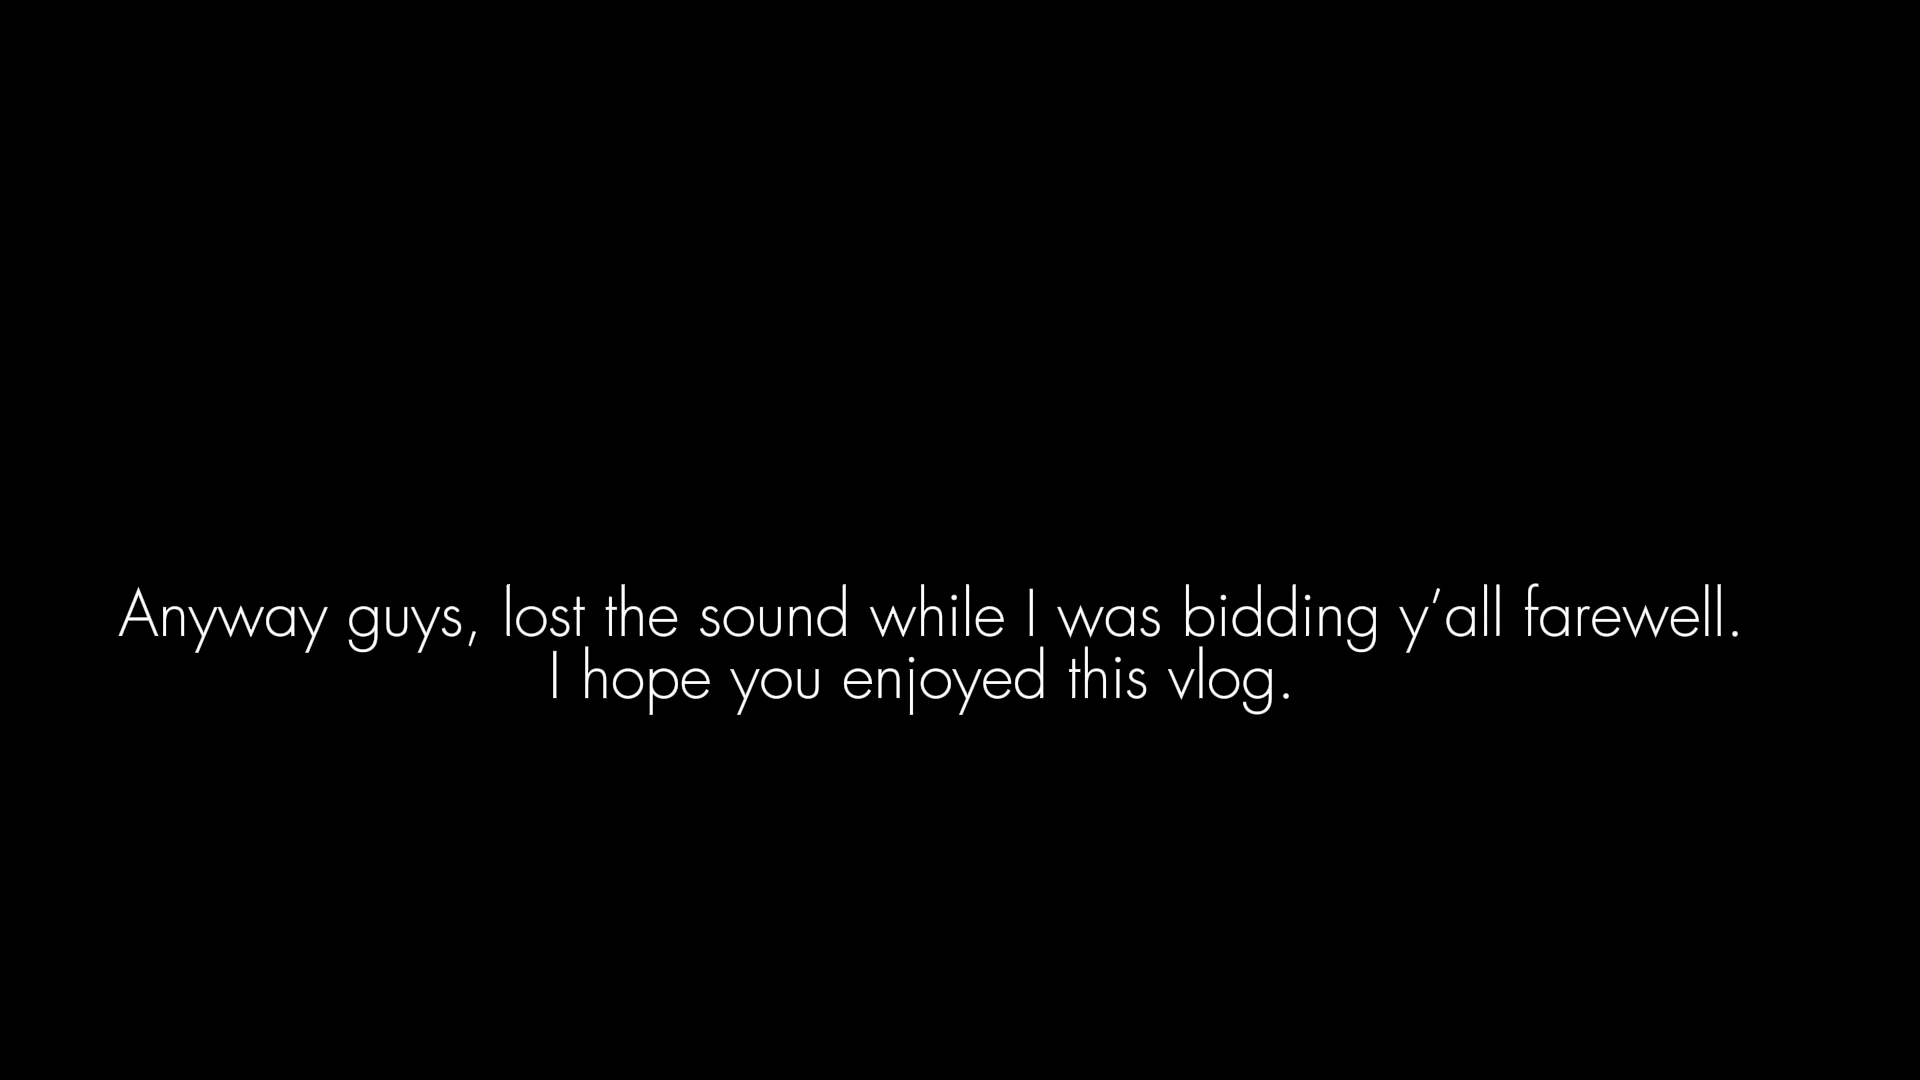 Anyway guys, lost the sound while I was bidding y’all farewell.
I hope you enjoyed this vlog.